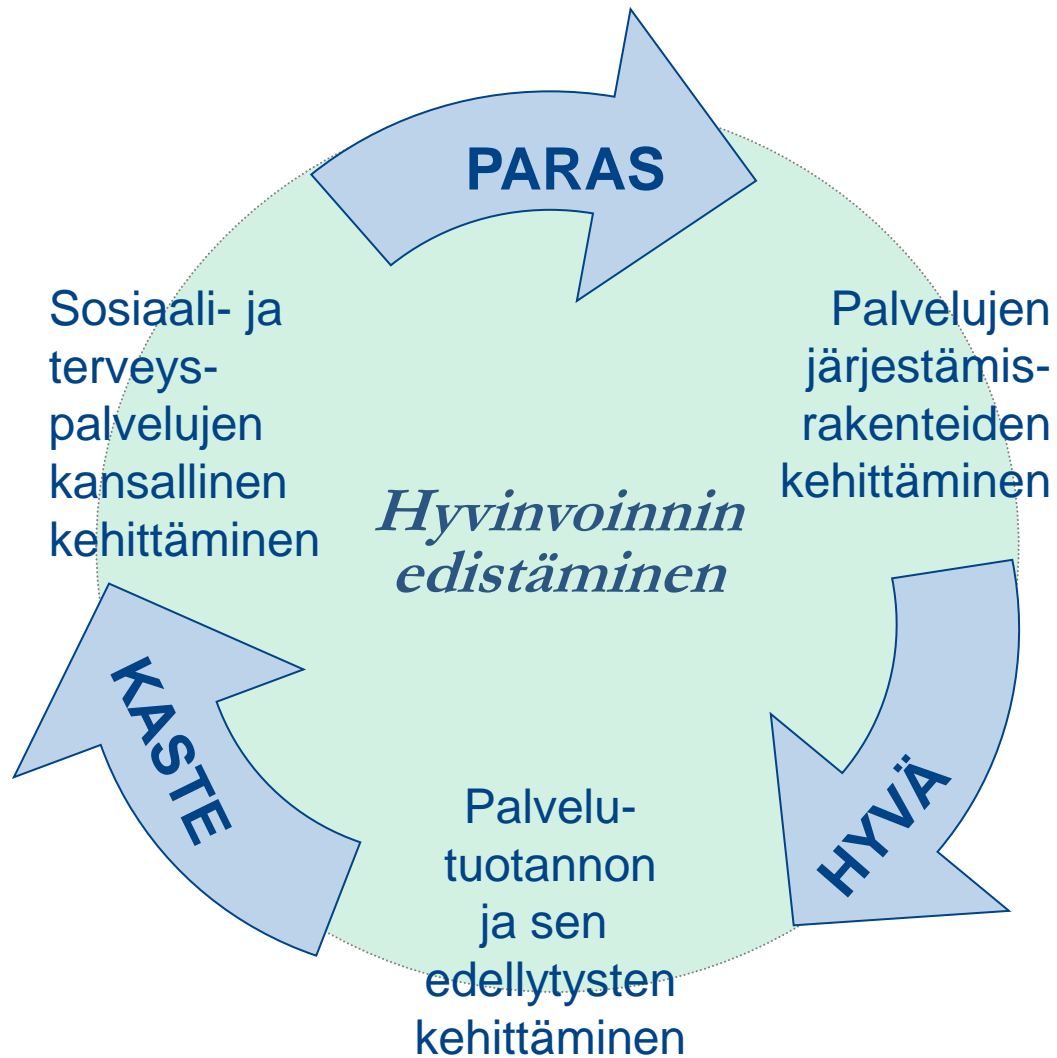 PARAS
Sosiaali- ja
terveys-
palvelujen
kansallinen
kehittäminen
Palvelujen
järjestämis-
rakenteiden
kehittäminen
Hyvinvoinnin
edistäminen
KASTE
HYVÄ
Palvelu-
tuotannon
ja sen
edellytysten
kehittäminen